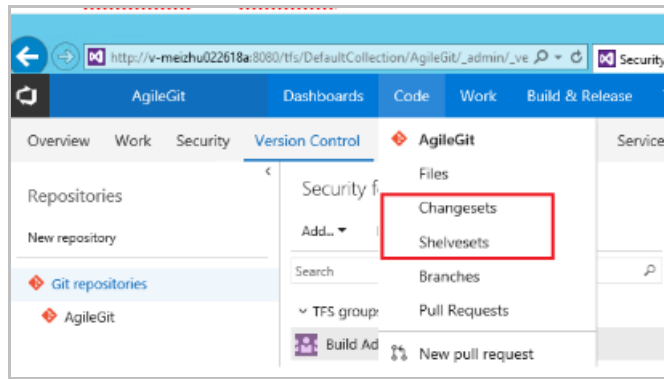 http://v-meizhu022618a:8080/tfs/DefaultCollection/AgileGit/_admin/_ve
Security
AgileGit Dashboards Code Work Build & Release
Overview Work Security Version Control Service
AgileGit
Files
Changesets
Shelvesets
Branches
Pull Requests
New pull request
Repositories
New repository
Git repositories
AgileGit
Security f
Add...
Search
TFS groups
Build Ad